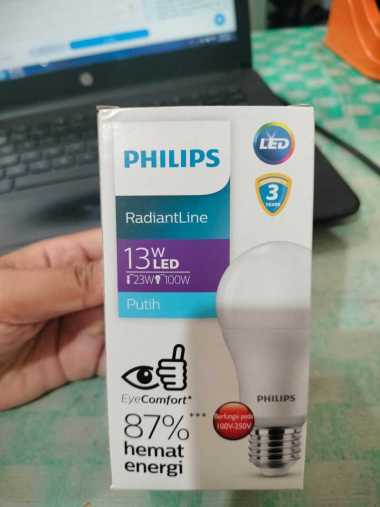 hp
PHILIPS
LED
3
YEARS
RadiantLine
13W
LED
23W 100W
Putih
EyeComfort*
87%***
hemat
energi
PHILIPS
Berfungsi pada
100V-250V